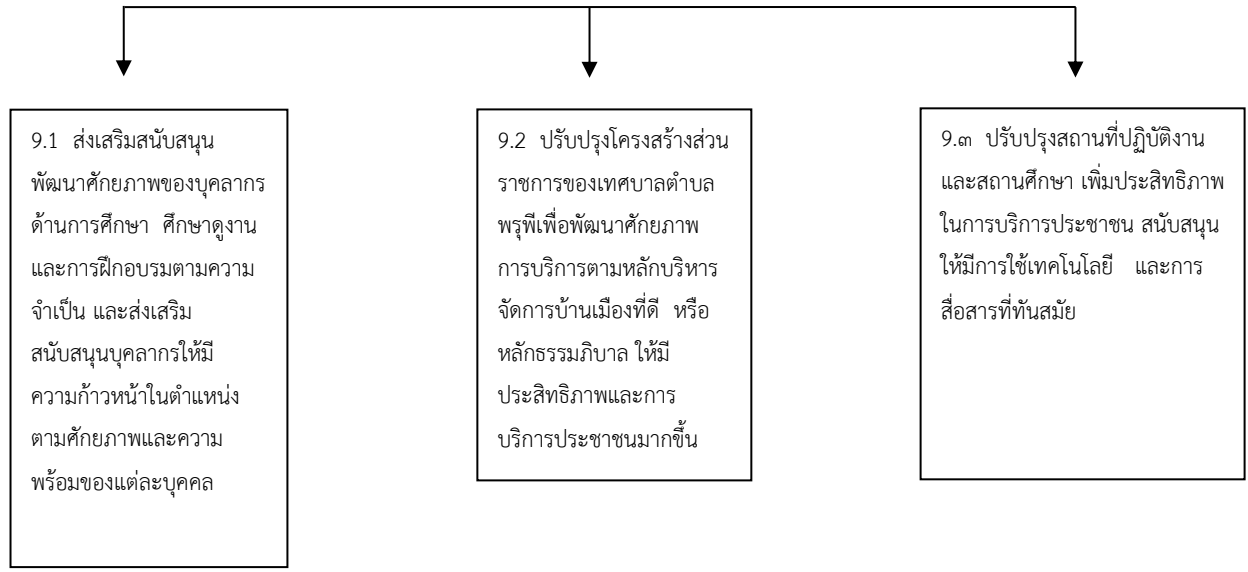 9.1 ส่งเสริมสนับสนุน
พัฒนาศักยภาพของบุคลากร
ด้านการศึกษา ศึกษาดูงาน
และการฝึกอบรมตามความ
จำเป็น และส่งเสริม
สนับสนุนบุคลากรให้มี
ความก้าวหน้าในตำแหน่ง
ตามศักยภาพและความ
พร้อมของแต่ละบุคคล
9.2 ปรับปรุงโครงสร้างส่วน
ราชการของเทศบาลตำบล
พรุพีเพื่อพัฒนาศักยภาพ
การบริการตามหลักบริหาร
จัดการบ้านเมืองที่ดี หรือ
หลักธรรมภิบาล ให้มี
ประสิทธิภาพและการ
บริการประชาชนมากขึ้น
9.๓ ปรับปรุงสถานที่ปฏิบัติงาน
และสถานศึกษา เพิ่มประสิทธิภาพ
ในการบริการประชาชน สนับสนุน
ให้มีการใช้เทคโนโลยี และการ
สื่อสารที่ทันสมัย